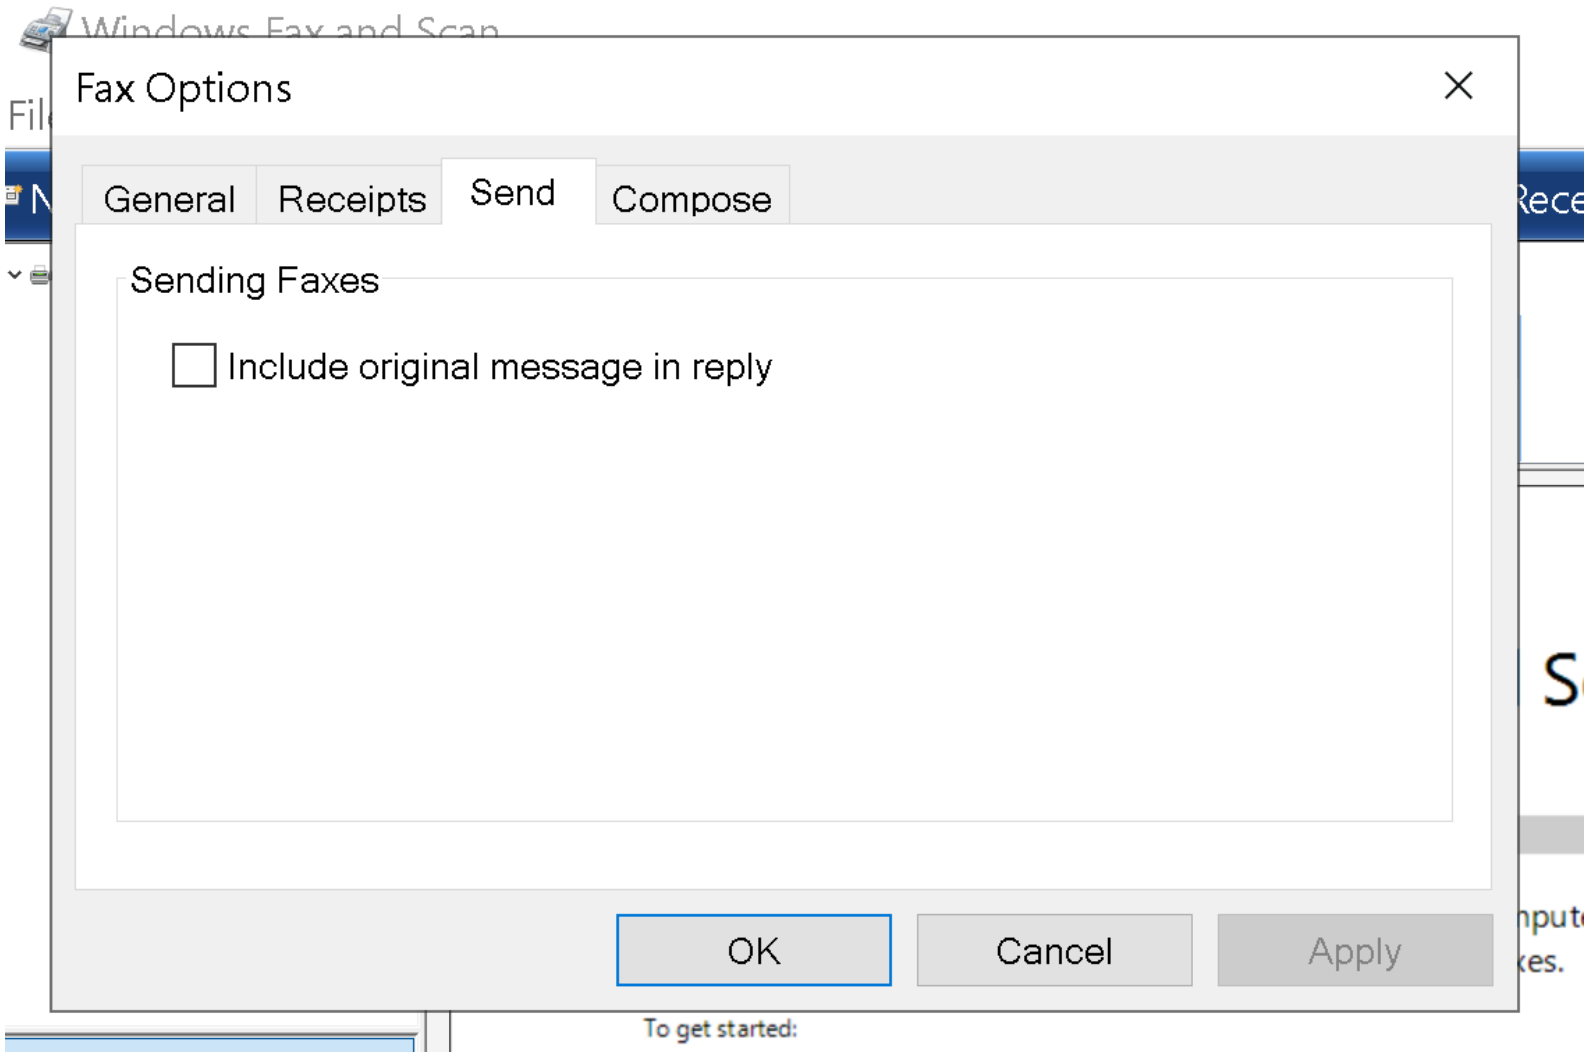 Windows Fax and Scan
Fax Options
General
Receipts
Send
Compose
Sending Faxes
Include original message in reply
OK
Cancel
Apply
To get started: